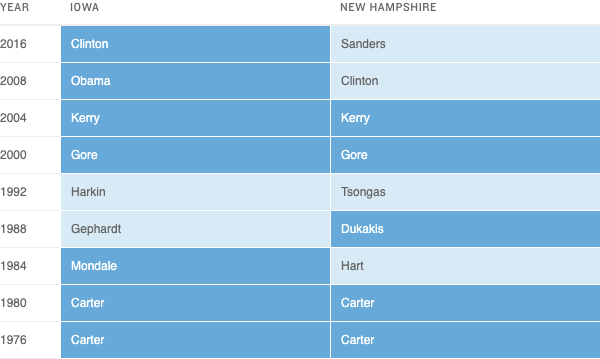 YEAR IOWA NEW HAMPSHIRE
2016 Clinton Sanders
2008 Obama Clinton
2004 Kerry Kerry
2000 Gore Gore
1992 Harkin Tsongas
1988 Gephardt Dukakis
1984 Mondale Hart
1980 Carter Carter
1976 Carter Carter